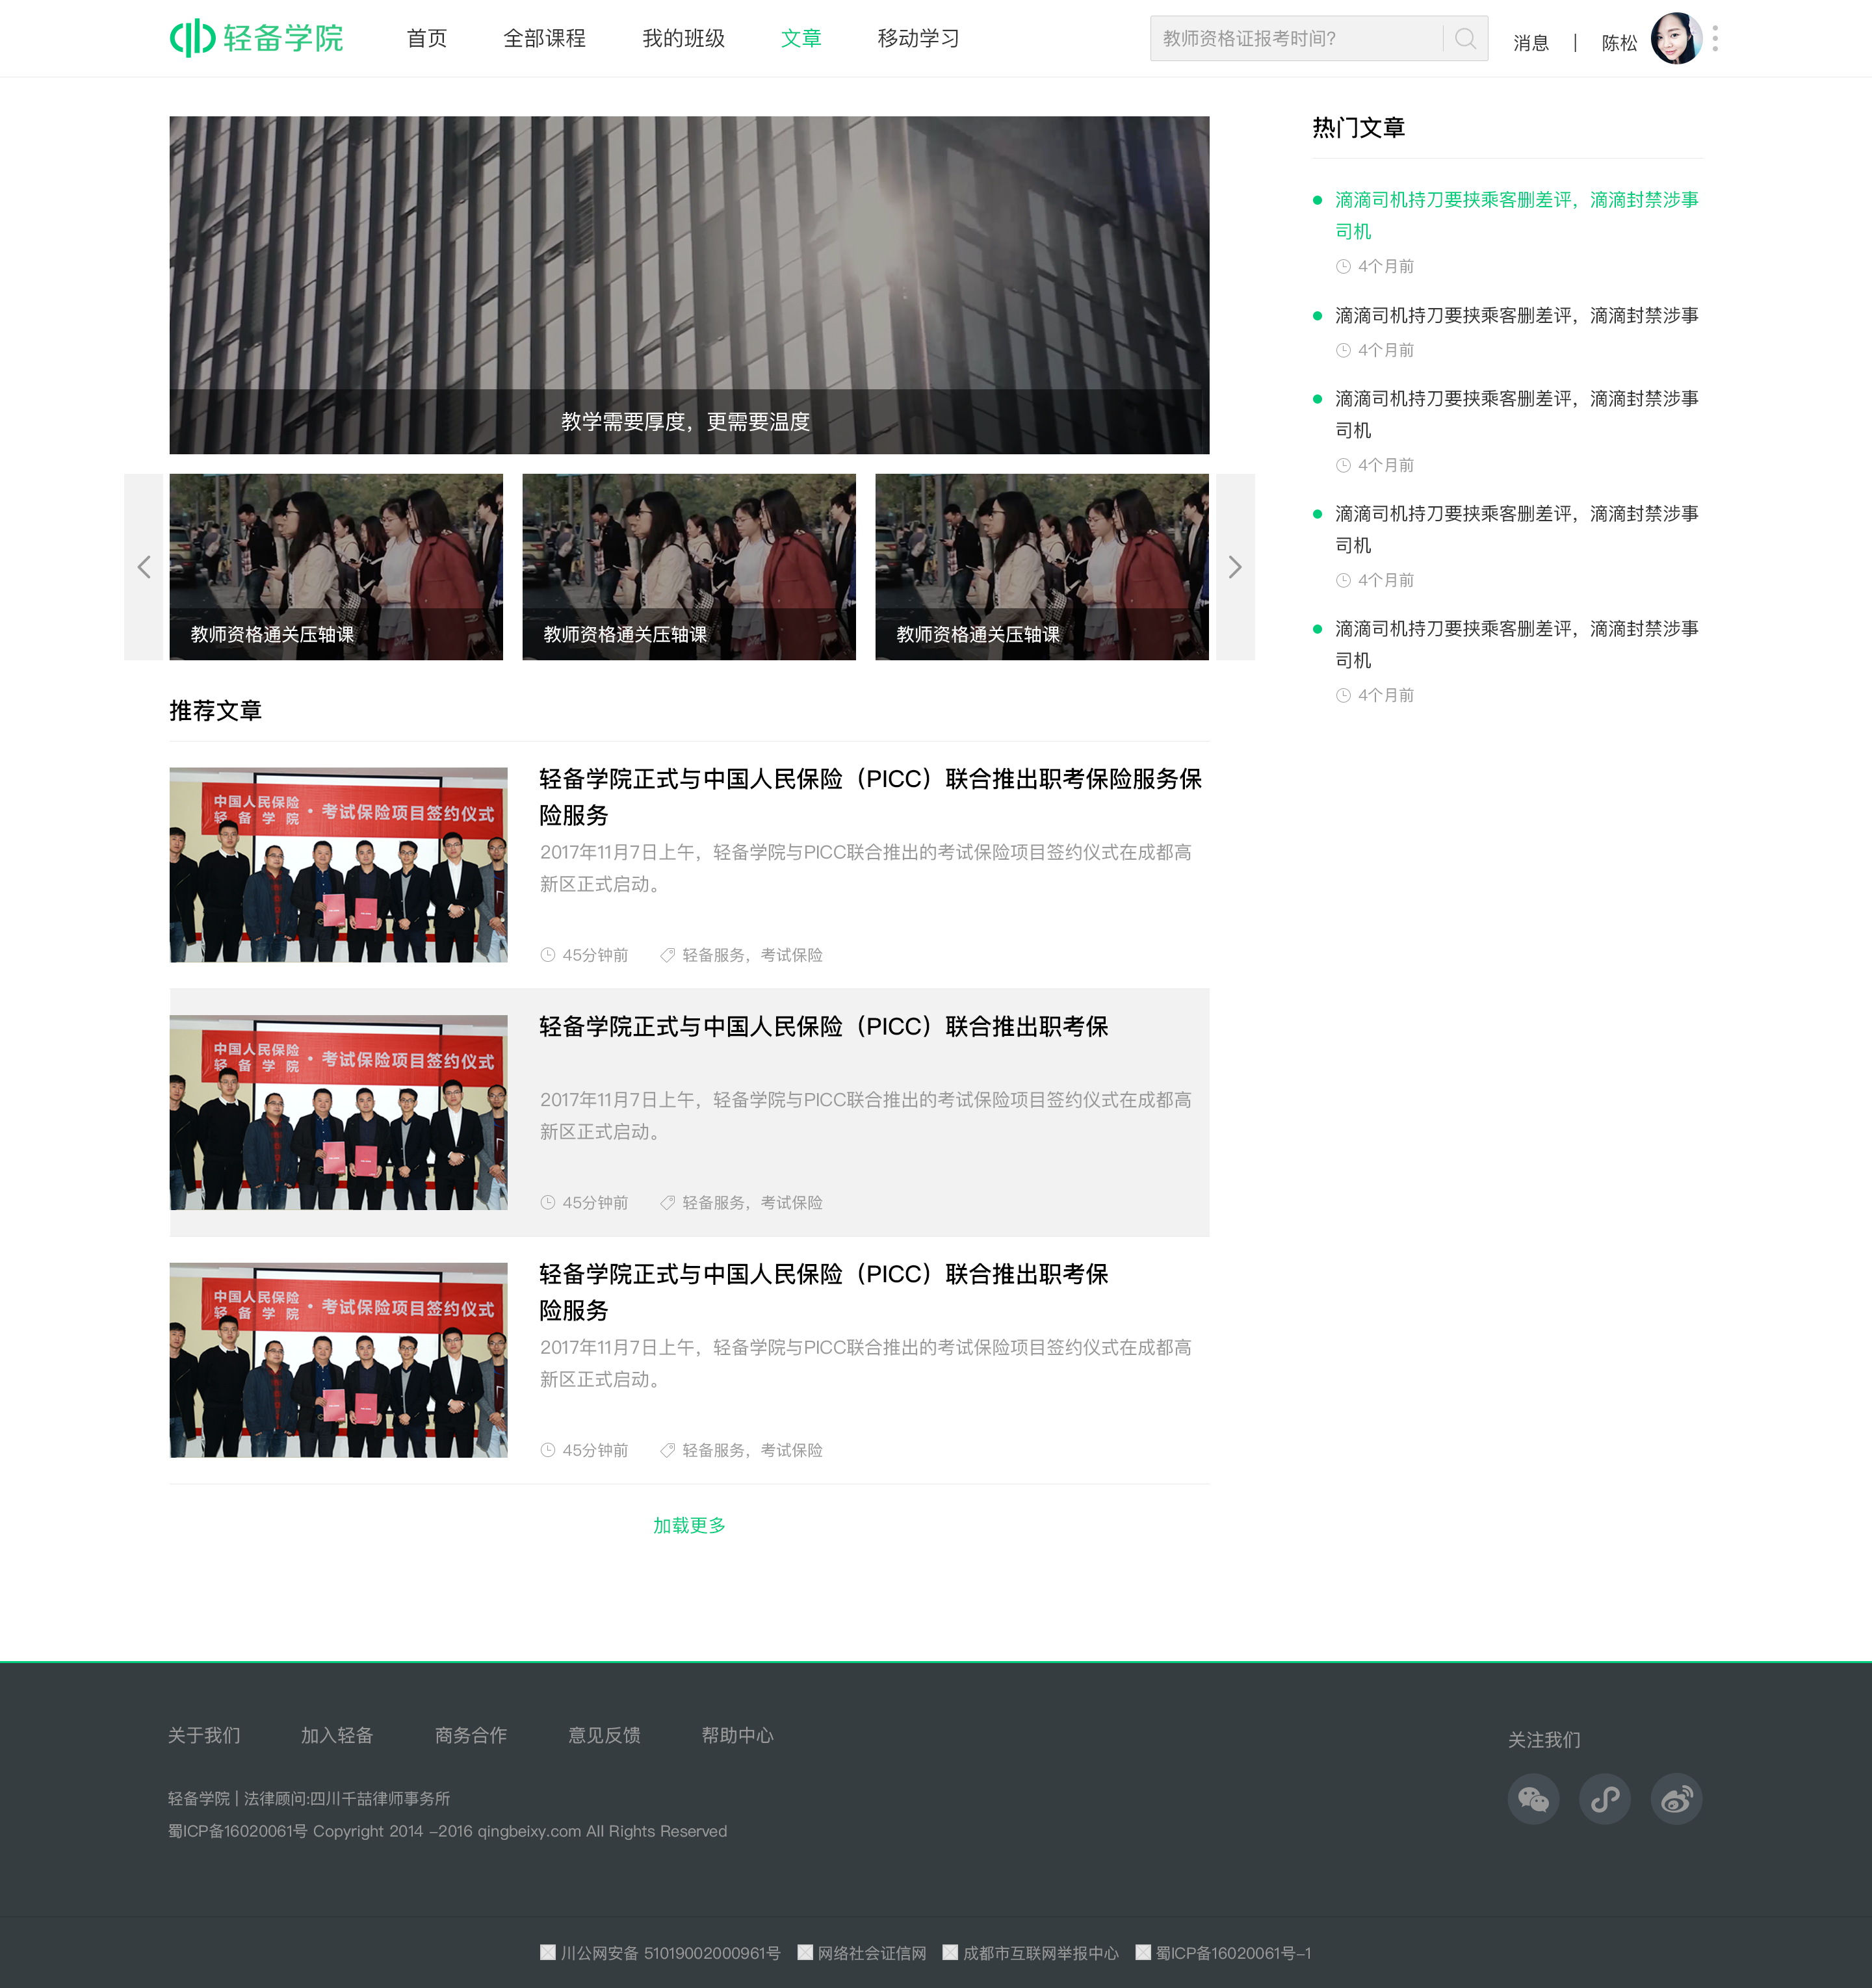 轻备学院
首页
全部课程
我的班级
文章
移动学习
教师资格证报考时间?
消息
|
陈松
教学需要厚度，更需要温度
教师资格通关压轴课
教师资格通关压轴课
教师资格通关压轴课
热门文章
滴滴司机持刀要挟乘客删差评，滴滴封禁涉事
司机
4个月前
滴滴司机持刀要挟乘客删差评，滴滴封禁涉事
4个月前
滴滴司机持刀要挟乘客删差评，滴滴封禁涉事
司机
4个月前
滴滴司机持刀要挟乘客删差评，滴滴封禁涉事
司机
4个月前
滴滴司机持刀要挟乘客删差评，滴滴封禁涉事
司机
4个月前
推荐文章
中国人民保险
轻备学院
·考试保险项目签约仪式
轻备学院正式与中国人民保险（PICC）联合推出职考保险服务保
险服务
2017年11月7日上午，轻备学院与PICC联合推出的考试保险项目签约仪式在成都高
新区正式启动。
45分钟前
轻备服务，考试保险
中国人民保险
轻备学院
·考试保险项目签约仪式
轻备学院正式与中国人民保险（PICC）联合推出职考保
2017年11月7日上午，轻备学院与PICC联合推出的考试保险项目签约仪式在成都高
新区正式启动。
45分钟前
轻备服务，考试保险
中国人民保险
轻备学院
·考试保险项目签约仪式
轻备学院正式与中国人民保险（PICC）联合推出职考保
险服务
2017年11月7日上午，轻备学院与PICC联合推出的考试保险项目签约仪式在成都高
新区正式启动。
45分钟前
轻备服务，考试保险
加载更多
关于我们
加入轻备
商务合作
意见反馈
帮助中心
关注我们
轻备学院 | 法律顾问:四川千喆律师事务所
蜀ICP备16020061号 Copyright 2014 -2016 qingbeixy.com All Rights Reserved
川公网安备 51019002000961号
网络社会证信网
成都市互联网举报中心
蜀ICP备16020061号-1